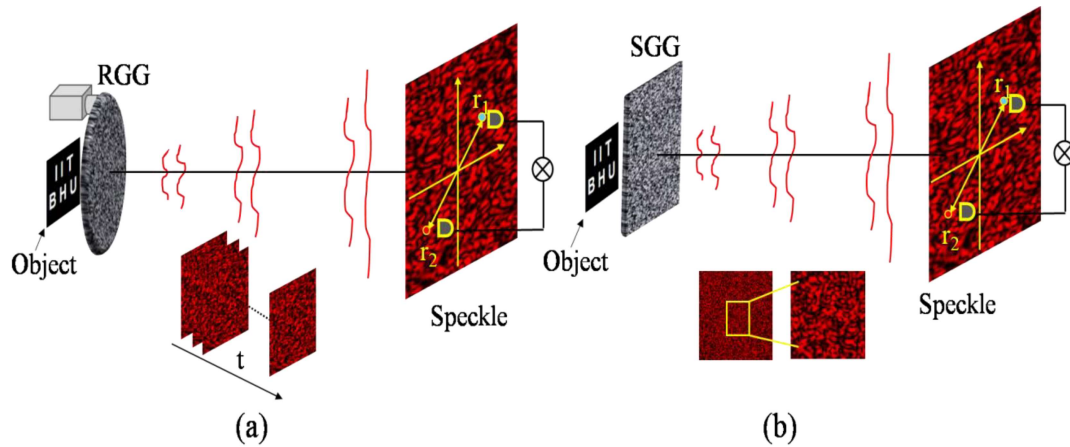 RGG
IIT
BHU
Object
r1
D
D
r2
Speckle
t
(a)
SGG
IIT
BHU
Object
r1
D
D
r2
Speckle
(b)